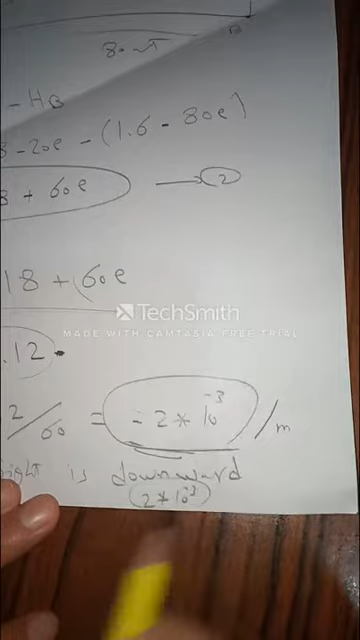 80 m
B
- HB
8 - 20e - (1.6 - 80e)
8 + 60e → 2
18 + 60e
TechSmith
MADE WITH CAMTASIA FREE TRIAL
.12
2/60 = - 2 * 10^-3 /m
ight is downward
(2 * 10^-3)